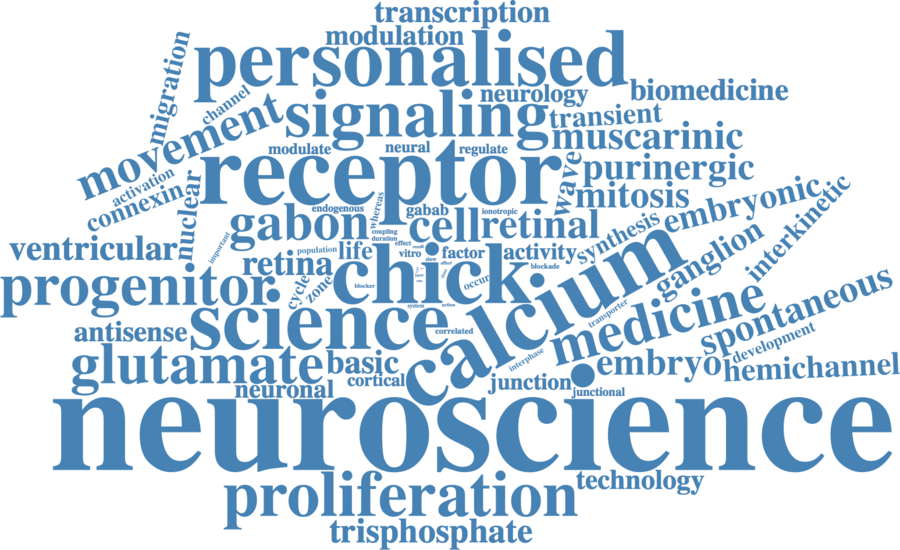 transcription
modulation
personalised
migration
channel
neurology
biomedicine
signaling
transient
movement
muscarinic
modulate
neural
regulate
receptor
wave
purinergic
activation
connexin
nuclear
mitosis
endogenous
whereas
gabab
ionotropic
gabon
cell
retinal
embryonic
interkinetic
coupling
duration
synthesis
ventricular
important
population
life
effect
vitro
factor
activity
ganglion
retina
chick
calcium
blockade
progenitor
cycle
zone
blocker
occur
transporter
spontaneous
system
action
science
correlated
medicine
development
antisense
interphase
glutamate
basic
embryo
hemichannel
neuronal
cortical
junction
junctional
neuroscience
technology
proliferation
trisphosphate